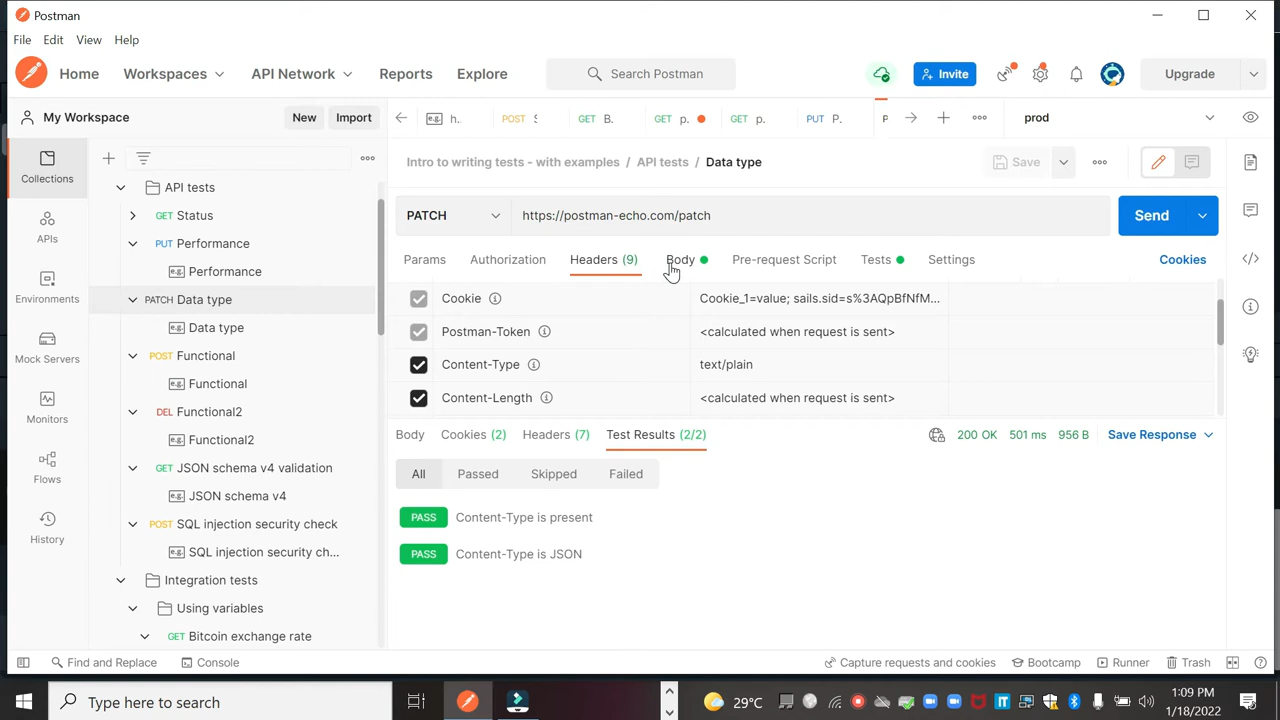 Postman
File Edit View Help
Home Workspaces API Network Reports Explore Search Postman Invite Upgrade
My Workspace New Import
h. POST GET B. GET p. GET p. PUT P. prod
Intro to writing tests - with examples / API tests / Data type Save
Collections
APIs
Environments
Mock Servers
Monitors
Flows
History
API tests
GET Status
PUT Performance
e.g. Performance
PATCH Data type
e.g. Data type
POST Functional
e.g. Functional
DEL Functional2
e.g. Functional2
GET JSON schema v4 validation
e.g. JSON schema v4
POST SQL injection security check
e.g. SQL injection security ch...
Integration tests
Using variables
GET Bitcoin exchange rate
PATCH https://postman-echo.com/patch Send
Params Authorization Headers (9) Body Pre-request Script Tests Settings Cookies
Cookie Cookie_1=value; sails.sid=s%3AQpBfNfM...
Postman-Token <calculated when request is sent>
Content-Type text/plain
Content-Length <calculated when request is sent>
Body Cookies (2) Headers (7) Test Results (2/2) 200 OK 501 ms 956 B Save Response
All Passed Skipped Failed
PASS Content-Type is present
PASS Content-Type is JSON
Find and Replace Console Capture requests and cookies Bootcamp Runner Trash
Type here to search 29°C 1:09 PM
1/18/2022